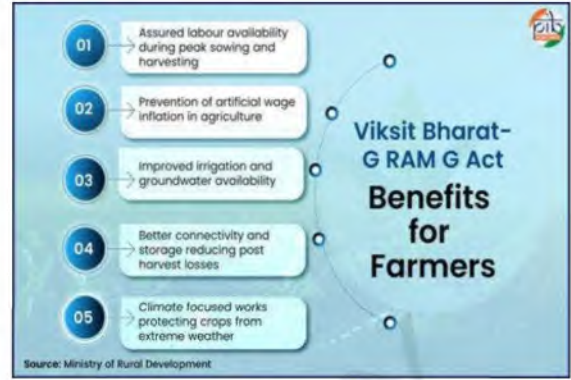 01
Assured labour availability
during peak sowing and
harvesting
02
Prevention of artificial wage
inflation in agriculture
03
Improved irrigation and
groundwater availability
04
Better connectivity and
storage reducing post
harvest losses
05
Climate focused works
protecting crops from
extreme weather
pib
Viksit Bharat-
G RAM G Act
Benefits
for
Farmers
Source: Ministry of Rural Development